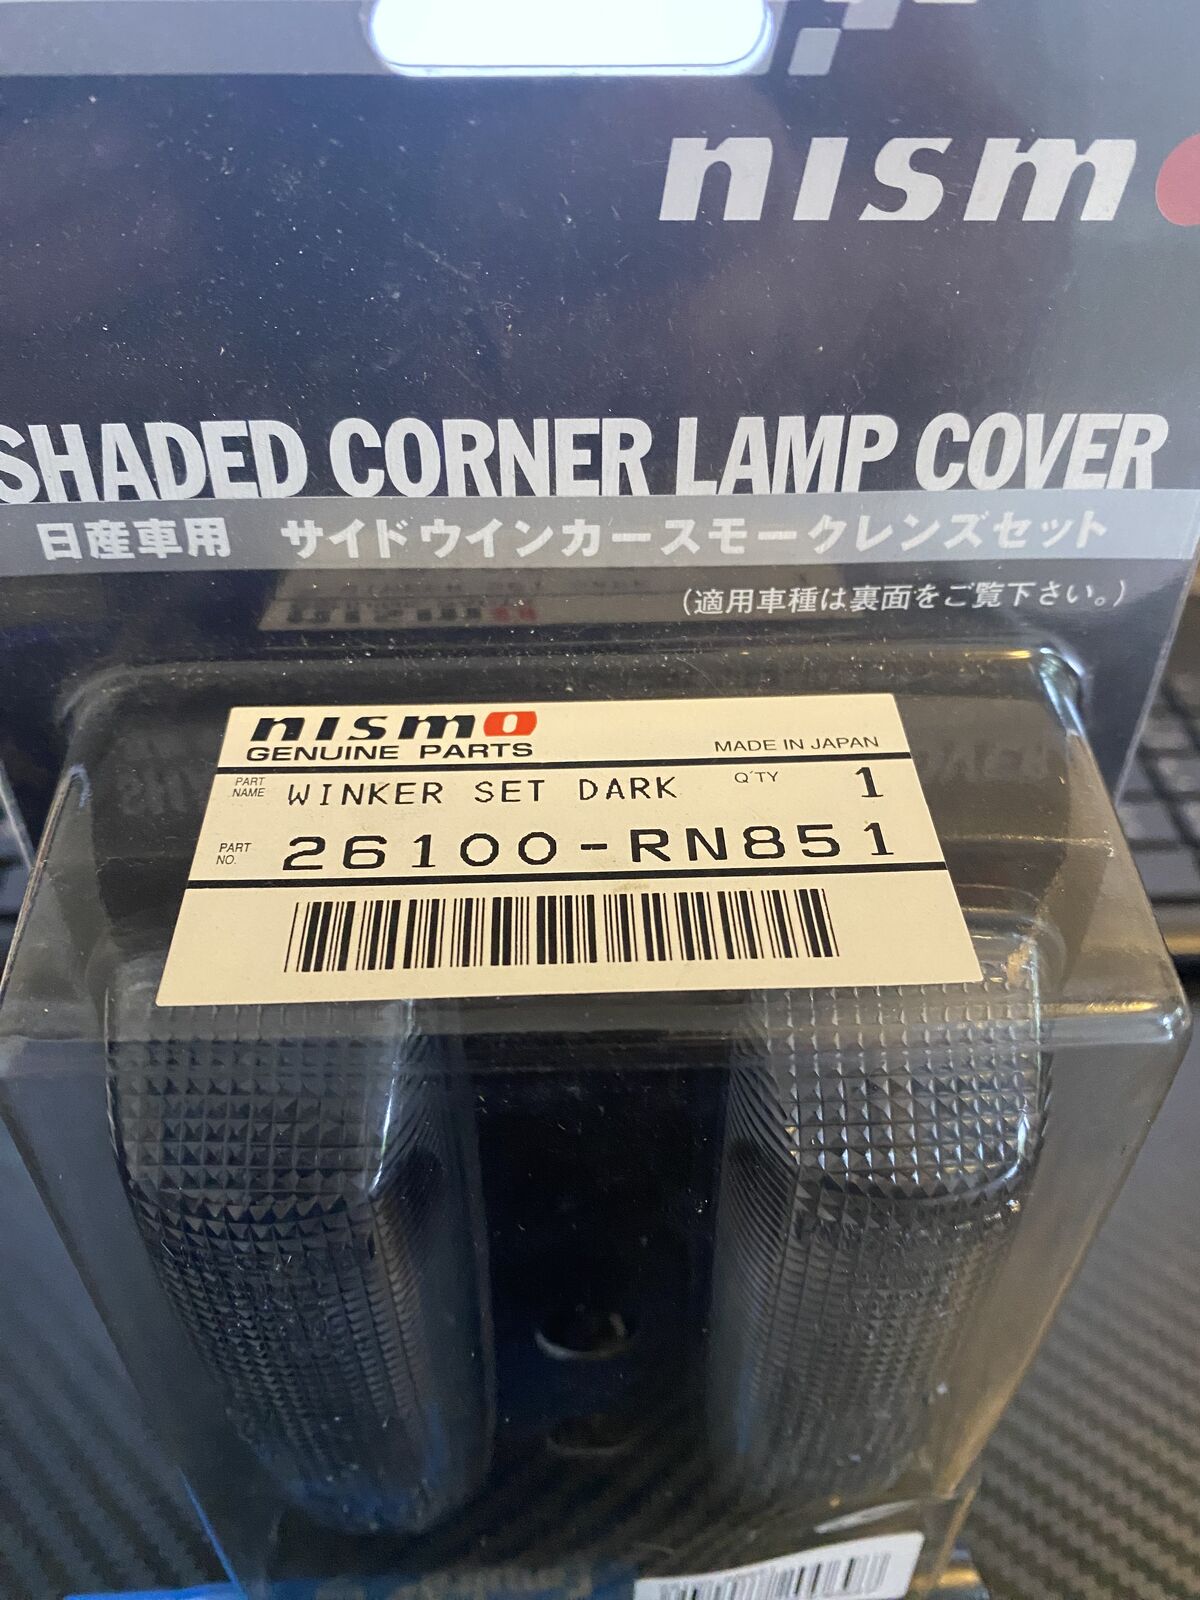 nism
SHADED CORNER LAMP COVER
日産車用 サイドウインカースモークレンズセット
(適用車種は裏面をご覧下さい。)
nismo
GENUINE PARTS
MADE IN JAPAN
PART NAME WINKER SET DARK Q'TY 1
PART NO. 26100-RN851